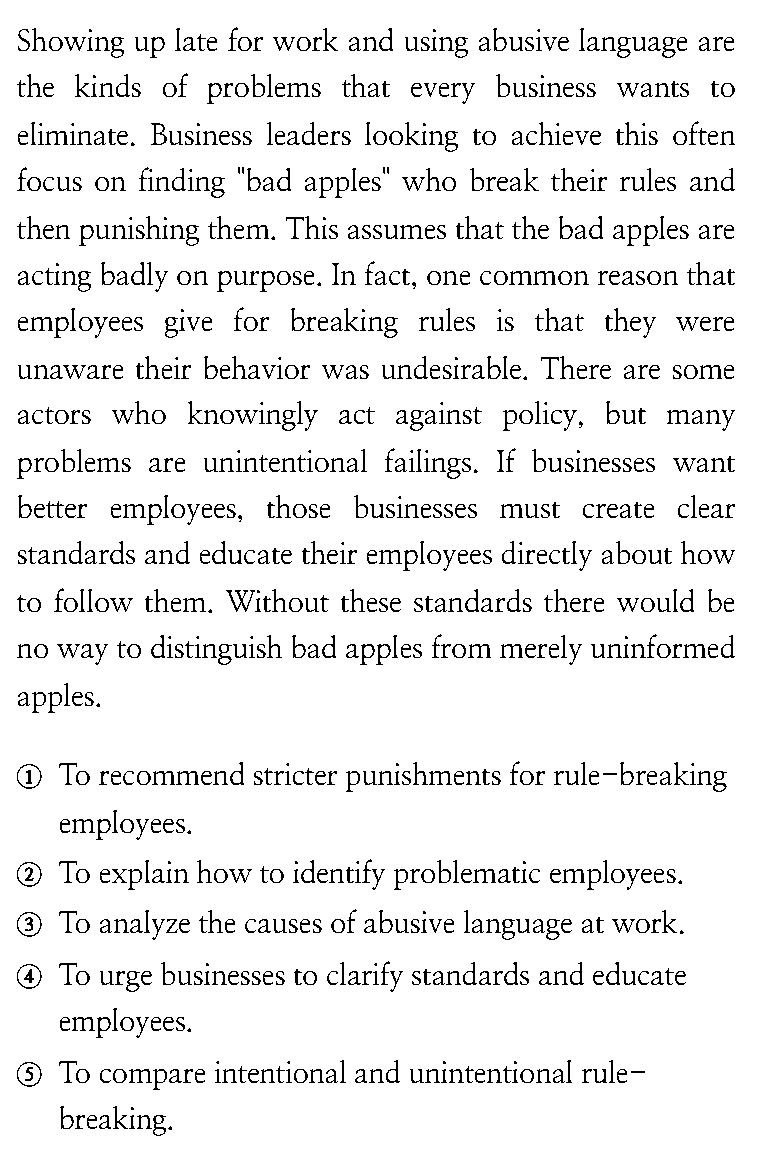 Showing up late for work and using abusive language are
the kinds of problems that every business wants to
eliminate. Business leaders looking to achieve this often
focus on finding "bad apples" who break their rules and
then punishing them. This assumes that the bad apples are
acting badly on purpose. In fact, one common reason that
employees give for breaking rules is that they were
unaware their behavior was undesirable. There are some
actors who knowingly act against policy, but many
problems are unintentional failings. If businesses want
better employees, those businesses must create clear
standards and educate their employees directly about how
to follow them. Without these standards there would be
no way to distinguish bad apples from merely uninformed
apples.
① To recommend stricter punishments for rule-breaking
employees.
② To explain how to identify problematic employees.
③ To analyze the causes of abusive language at work.
④ To urge businesses to clarify standards and educate
employees.
⑤ To compare intentional and unintentional rule-
breaking.